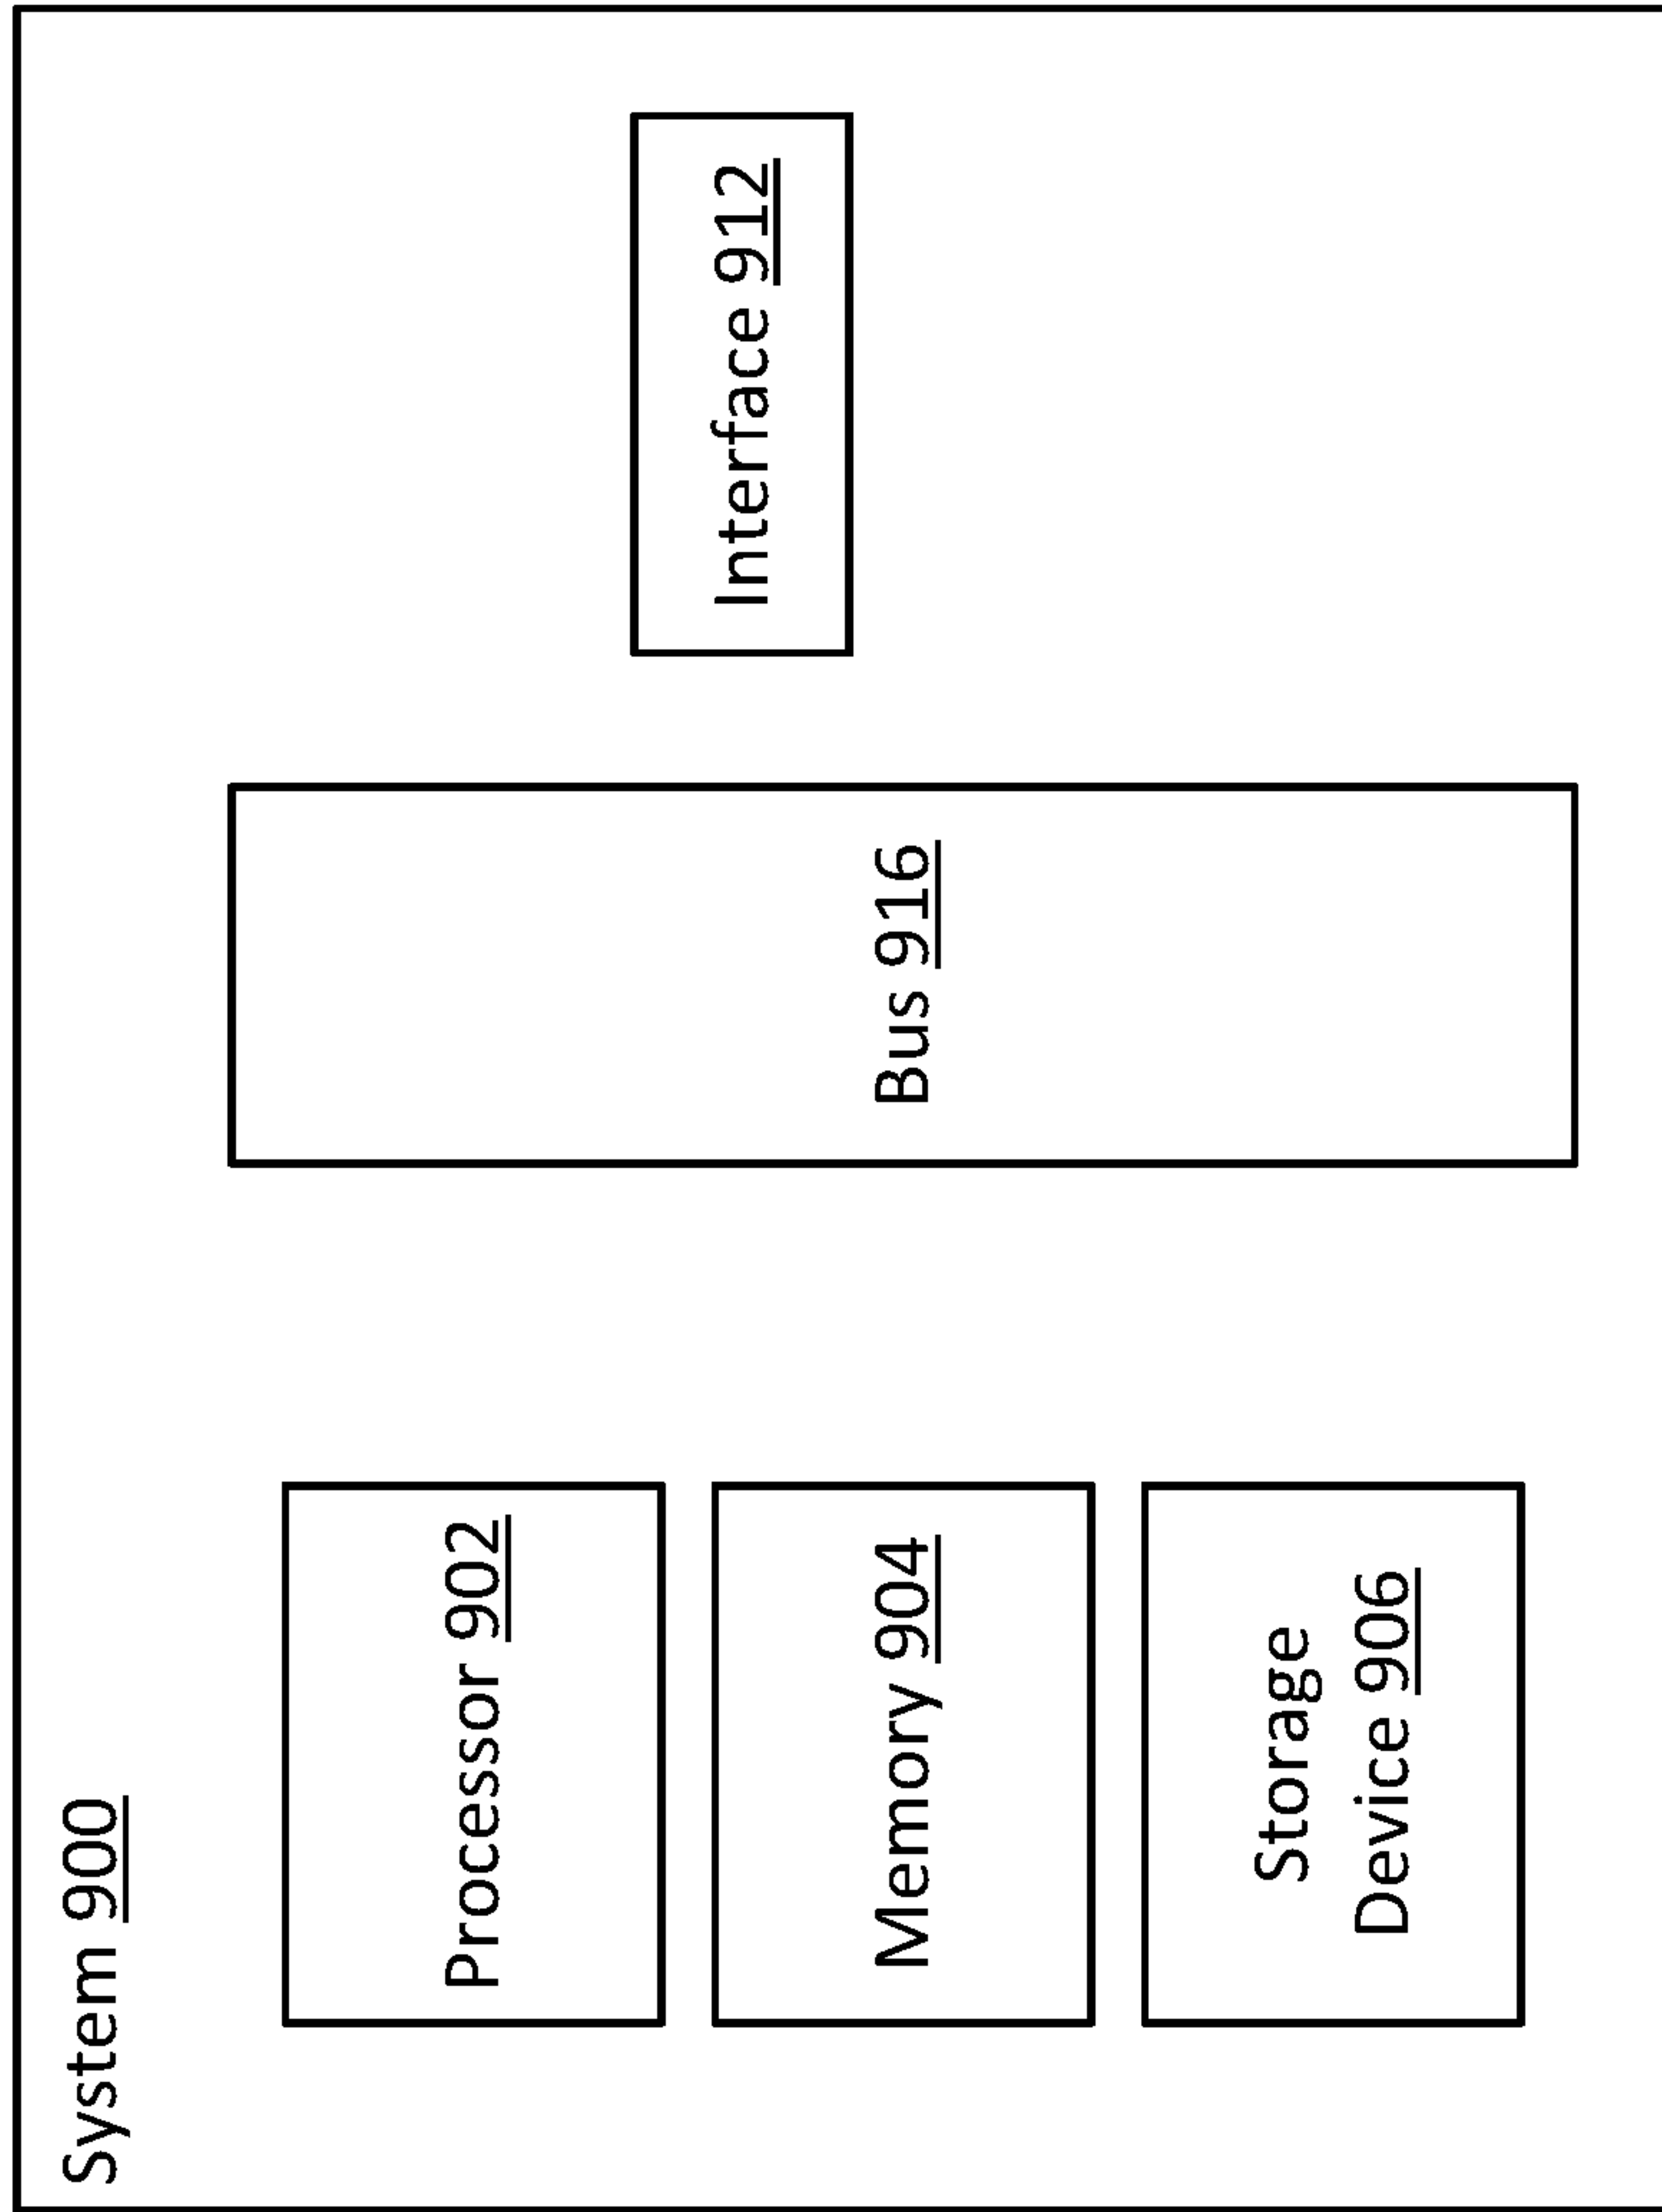 System 900
Processor 902
Memory 904
Storage
Device 906
Bus 916
Interface 912